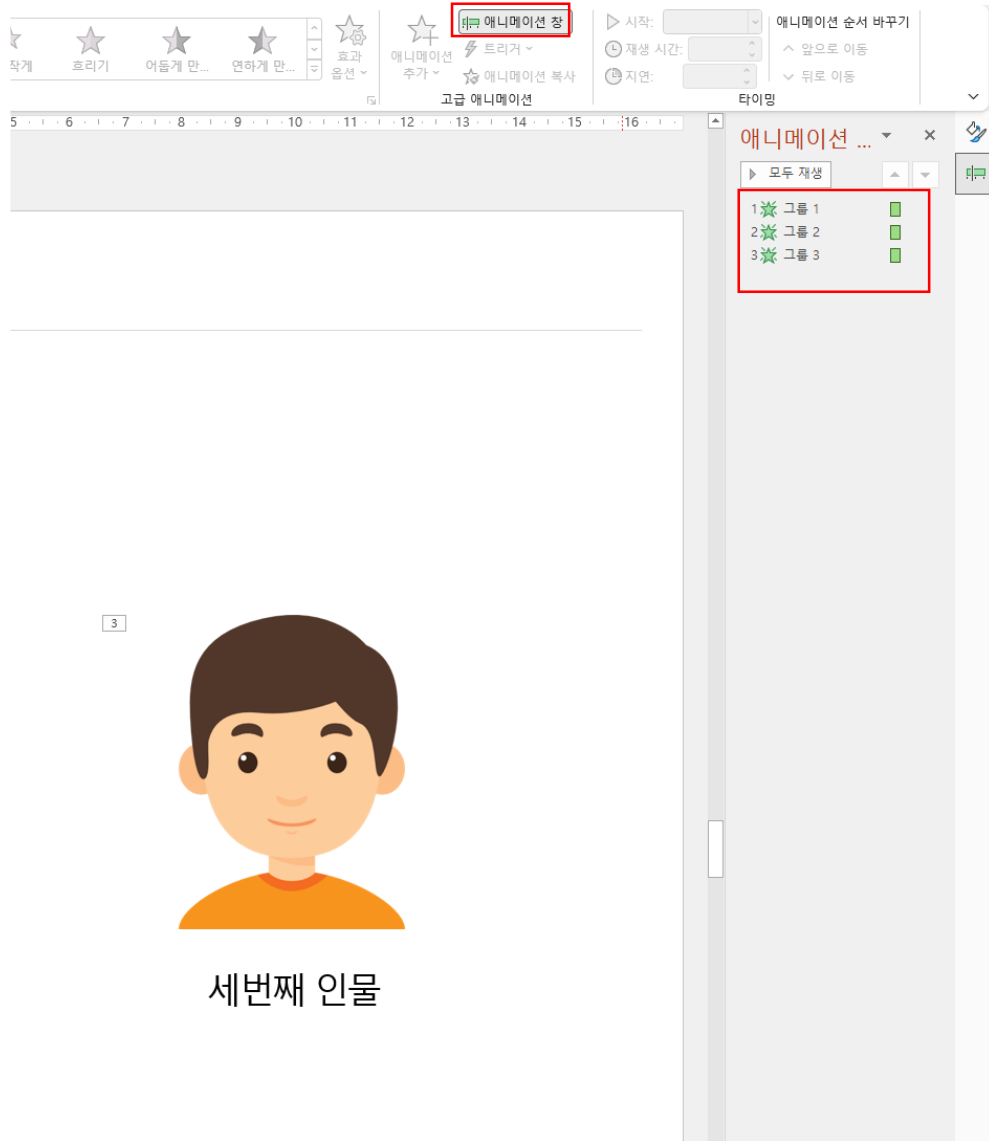 작게 흐리기 어둡게 만... 연하게 만...
효과
옵션
애니메이션
추가
애니메이션 창
트리거
애니메이션 복사
고급 애니메이션
시작:
재생 시간:
지연:
애니메이션 순서 바꾸기
앞으로 이동
뒤로 이동
타이밍
5 6 7 8 9 10 11 12 13 14 15 16
애니메이션 ...
모두 재생
1 그룹 1
2 그룹 2
3 그룹 3
3
세번째 인물